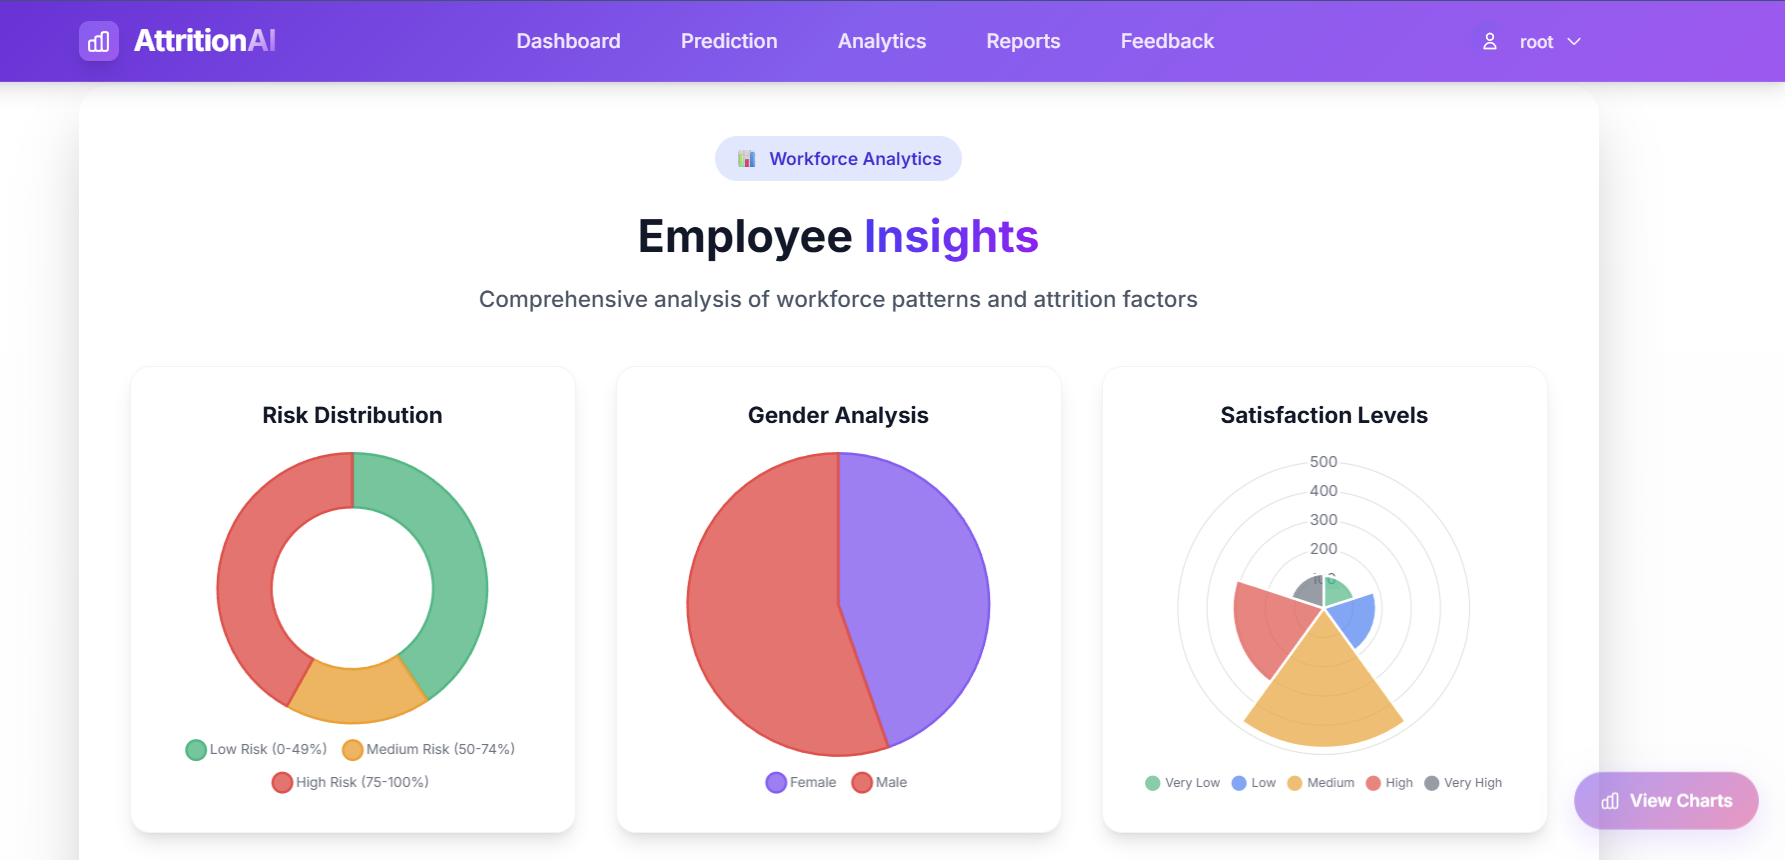 AttritionAI
Dashboard
Prediction
Analytics
Reports
Feedback
root
Workforce Analytics
Employee Insights
Comprehensive analysis of workforce patterns and attrition factors
Risk Distribution
Low Risk (0-49%)
Medium Risk (50-74%)
High Risk (75-100%)
Gender Analysis
Female
Male
Satisfaction Levels
500
400
300
200
100
Very Low
Low
Medium
High
Very High
View Charts